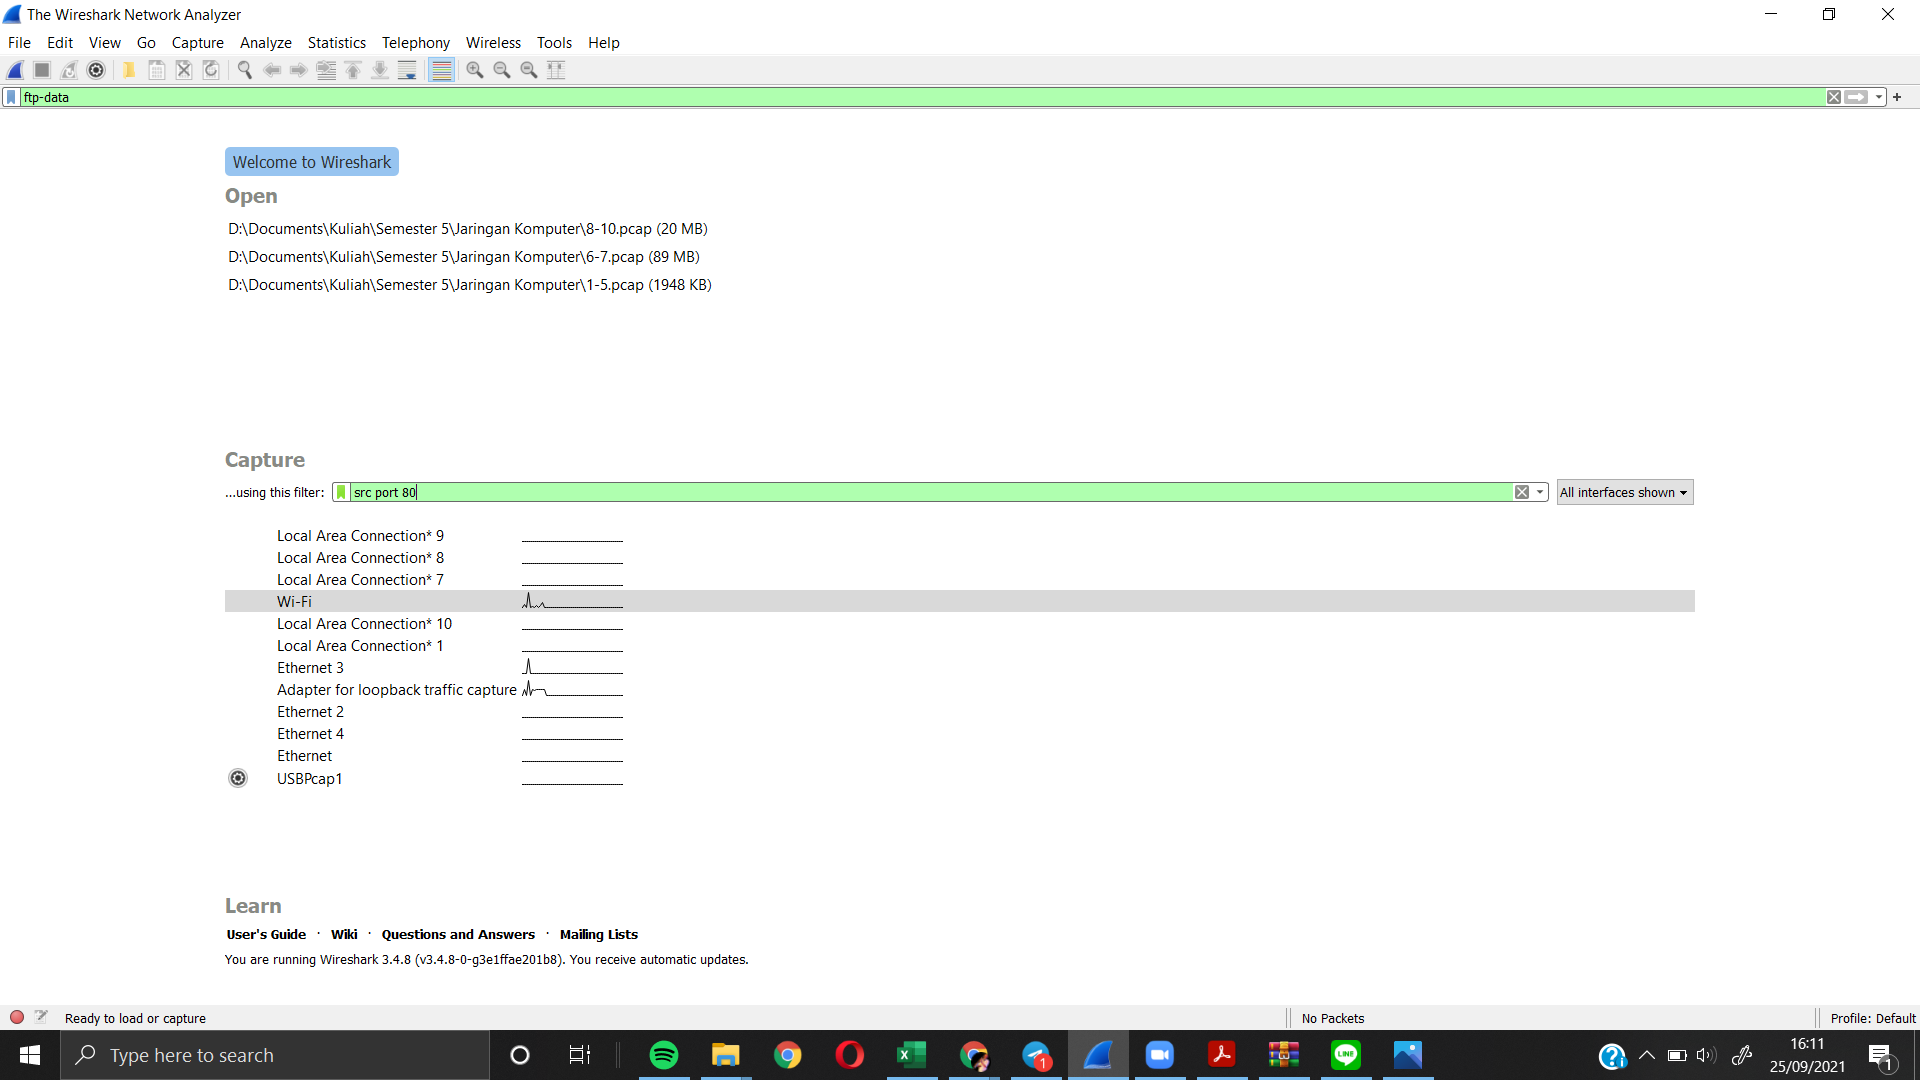 The Wireshark Network Analyzer
File Edit View Go Capture Analyze Statistics Telephony Wireless Tools Help
ftp-data
Welcome to Wireshark
Open
D:\Documents\Kuliah\Semester 5\Jaringan Komputer\8-10.pcap (20 MB)
D:\Documents\Kuliah\Semester 5\Jaringan Komputer\6-7.pcap (89 MB)
D:\Documents\Kuliah\Semester 5\Jaringan Komputer\1-5.pcap (1948 KB)
Capture
...using this filter: src port 80 All interfaces shown
Local Area Connection* 9
Local Area Connection* 8
Local Area Connection* 7
Wi-Fi
Local Area Connection* 10
Local Area Connection* 1
Ethernet 3
Adapter for loopback traffic capture
Ethernet 2
Ethernet 4
Ethernet
USBPcap1
Learn
User's Guide · Wiki · Questions and Answers · Mailing Lists
You are running Wireshark 3.4.8 (v3.4.8-0-g3e1ffae201b8). You receive automatic updates.
Ready to load or capture No Packets Profile: Default
Type here to search
1
LINE
16:11
25/09/2021
1